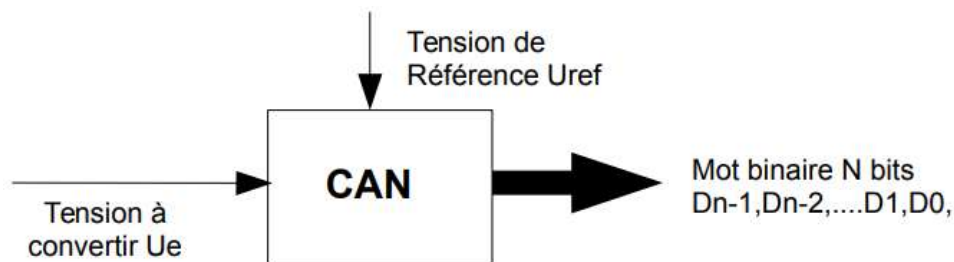 Tension de
Référence Uref
CAN
Tension à
convertir Ue
Mot binaire N bits
Dn-1,Dn-2,....D1,D0,